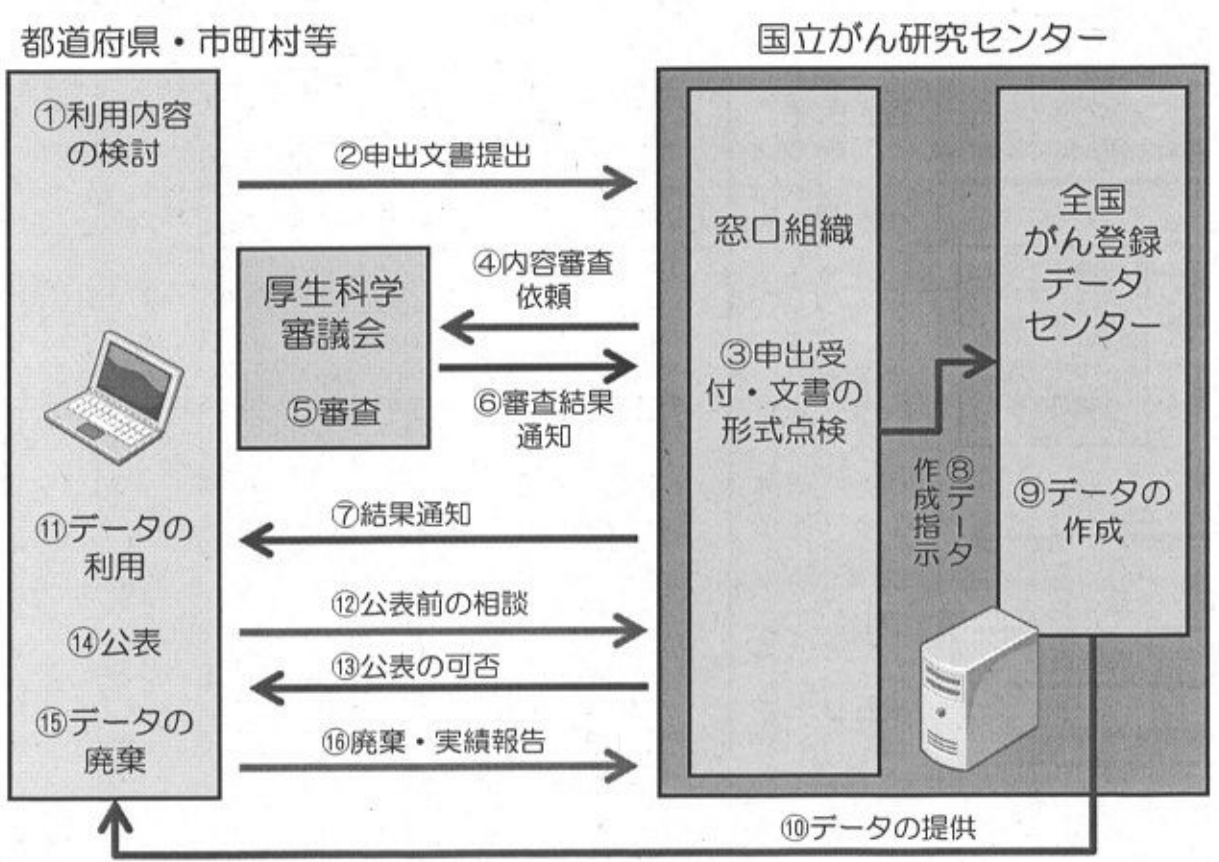 都道府県・市町村等
国立がん研究センター
①利用内容
の検討
②申出文書提出
窓口組織
全国
がん登録
データ
センター
厚生科学
審議会
⑤審査
④内容審査
依頼
③申出受
付・文書の
形式点検
⑥審査結果
通知
⑧データ
作成指示
⑨データの
作成
⑦結果通知
⑪データの
利用
⑫公表前の相談
⑭公表
⑬公表の可否
⑮データの
廃棄
⑯廃棄・実績報告
⑩データの提供